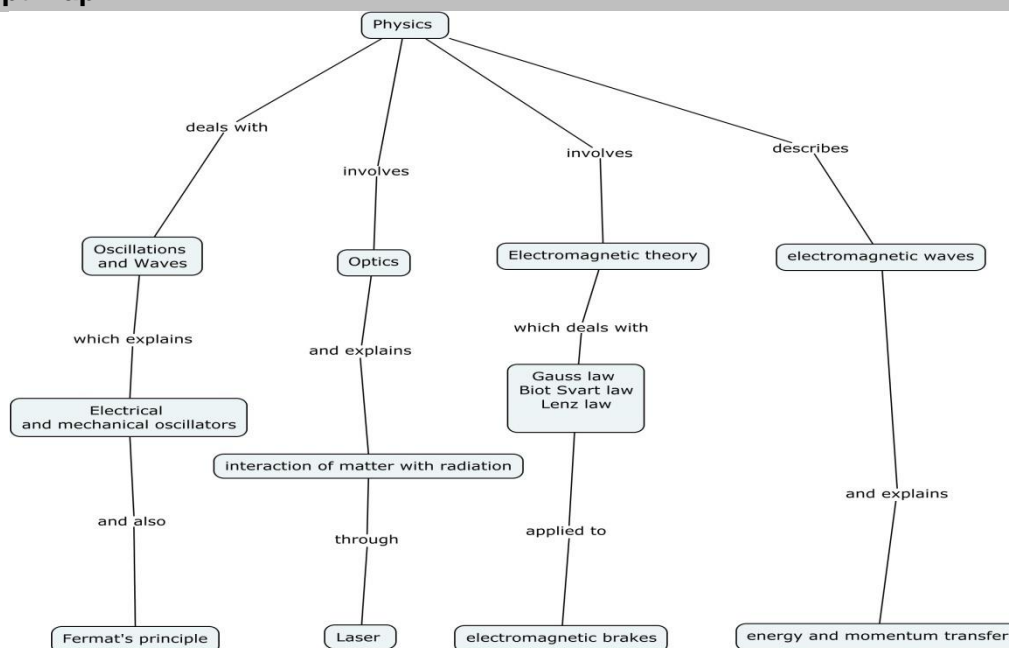 Physics
deals with
involves
involves
describes
Oscillations
and Waves
Optics
Electromagnetic theory
electromagnetic waves
which explains
and explains
which deals with
Gauss law
Biot Svart law
Lenz law
Electrical
and mechanical oscillators
interaction of matter with radiation
and explains
and also
through
applied to
Fermat's principle
Laser
electromagnetic brakes
energy and momentum transfer